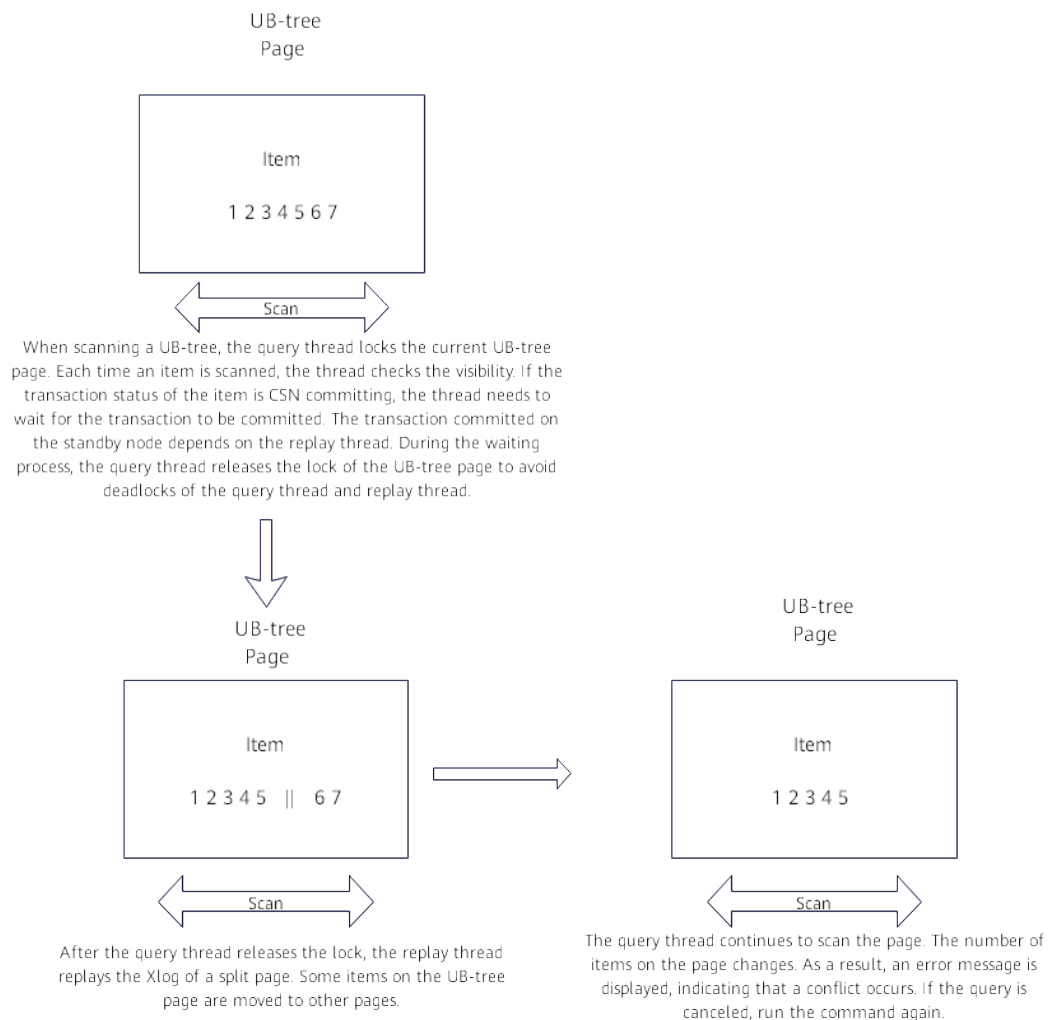 UB-tree
Page
Item
1 2 3 4 5 6 7
Scan
When scanning a UB-tree, the query thread locks the current UB-tree
page. Each time an item is scanned, the thread checks the visibility. If the
transaction status of the item is CSN committing, the thread needs to
wait for the transaction to be committed. The transaction committed on
the standby node depends on the replay thread. During the waiting
process, the query thread releases the lock of the UB-tree page to avoid
deadlocks of the query thread and replay thread.
UB-tree
Page
Item
1 2 3 4 5 || 6 7
Scan
After the query thread releases the lock, the replay thread
replays the Xlog of a split page. Some items on the UB-tree
page are moved to other pages.
UB-tree
Page
Item
1 2 3 4 5
Scan
The query thread continues to scan the page. The number of
items on the page changes. As a result, an error message is
displayed, indicating that a conflict occurs. If the query is
canceled, run the command again.